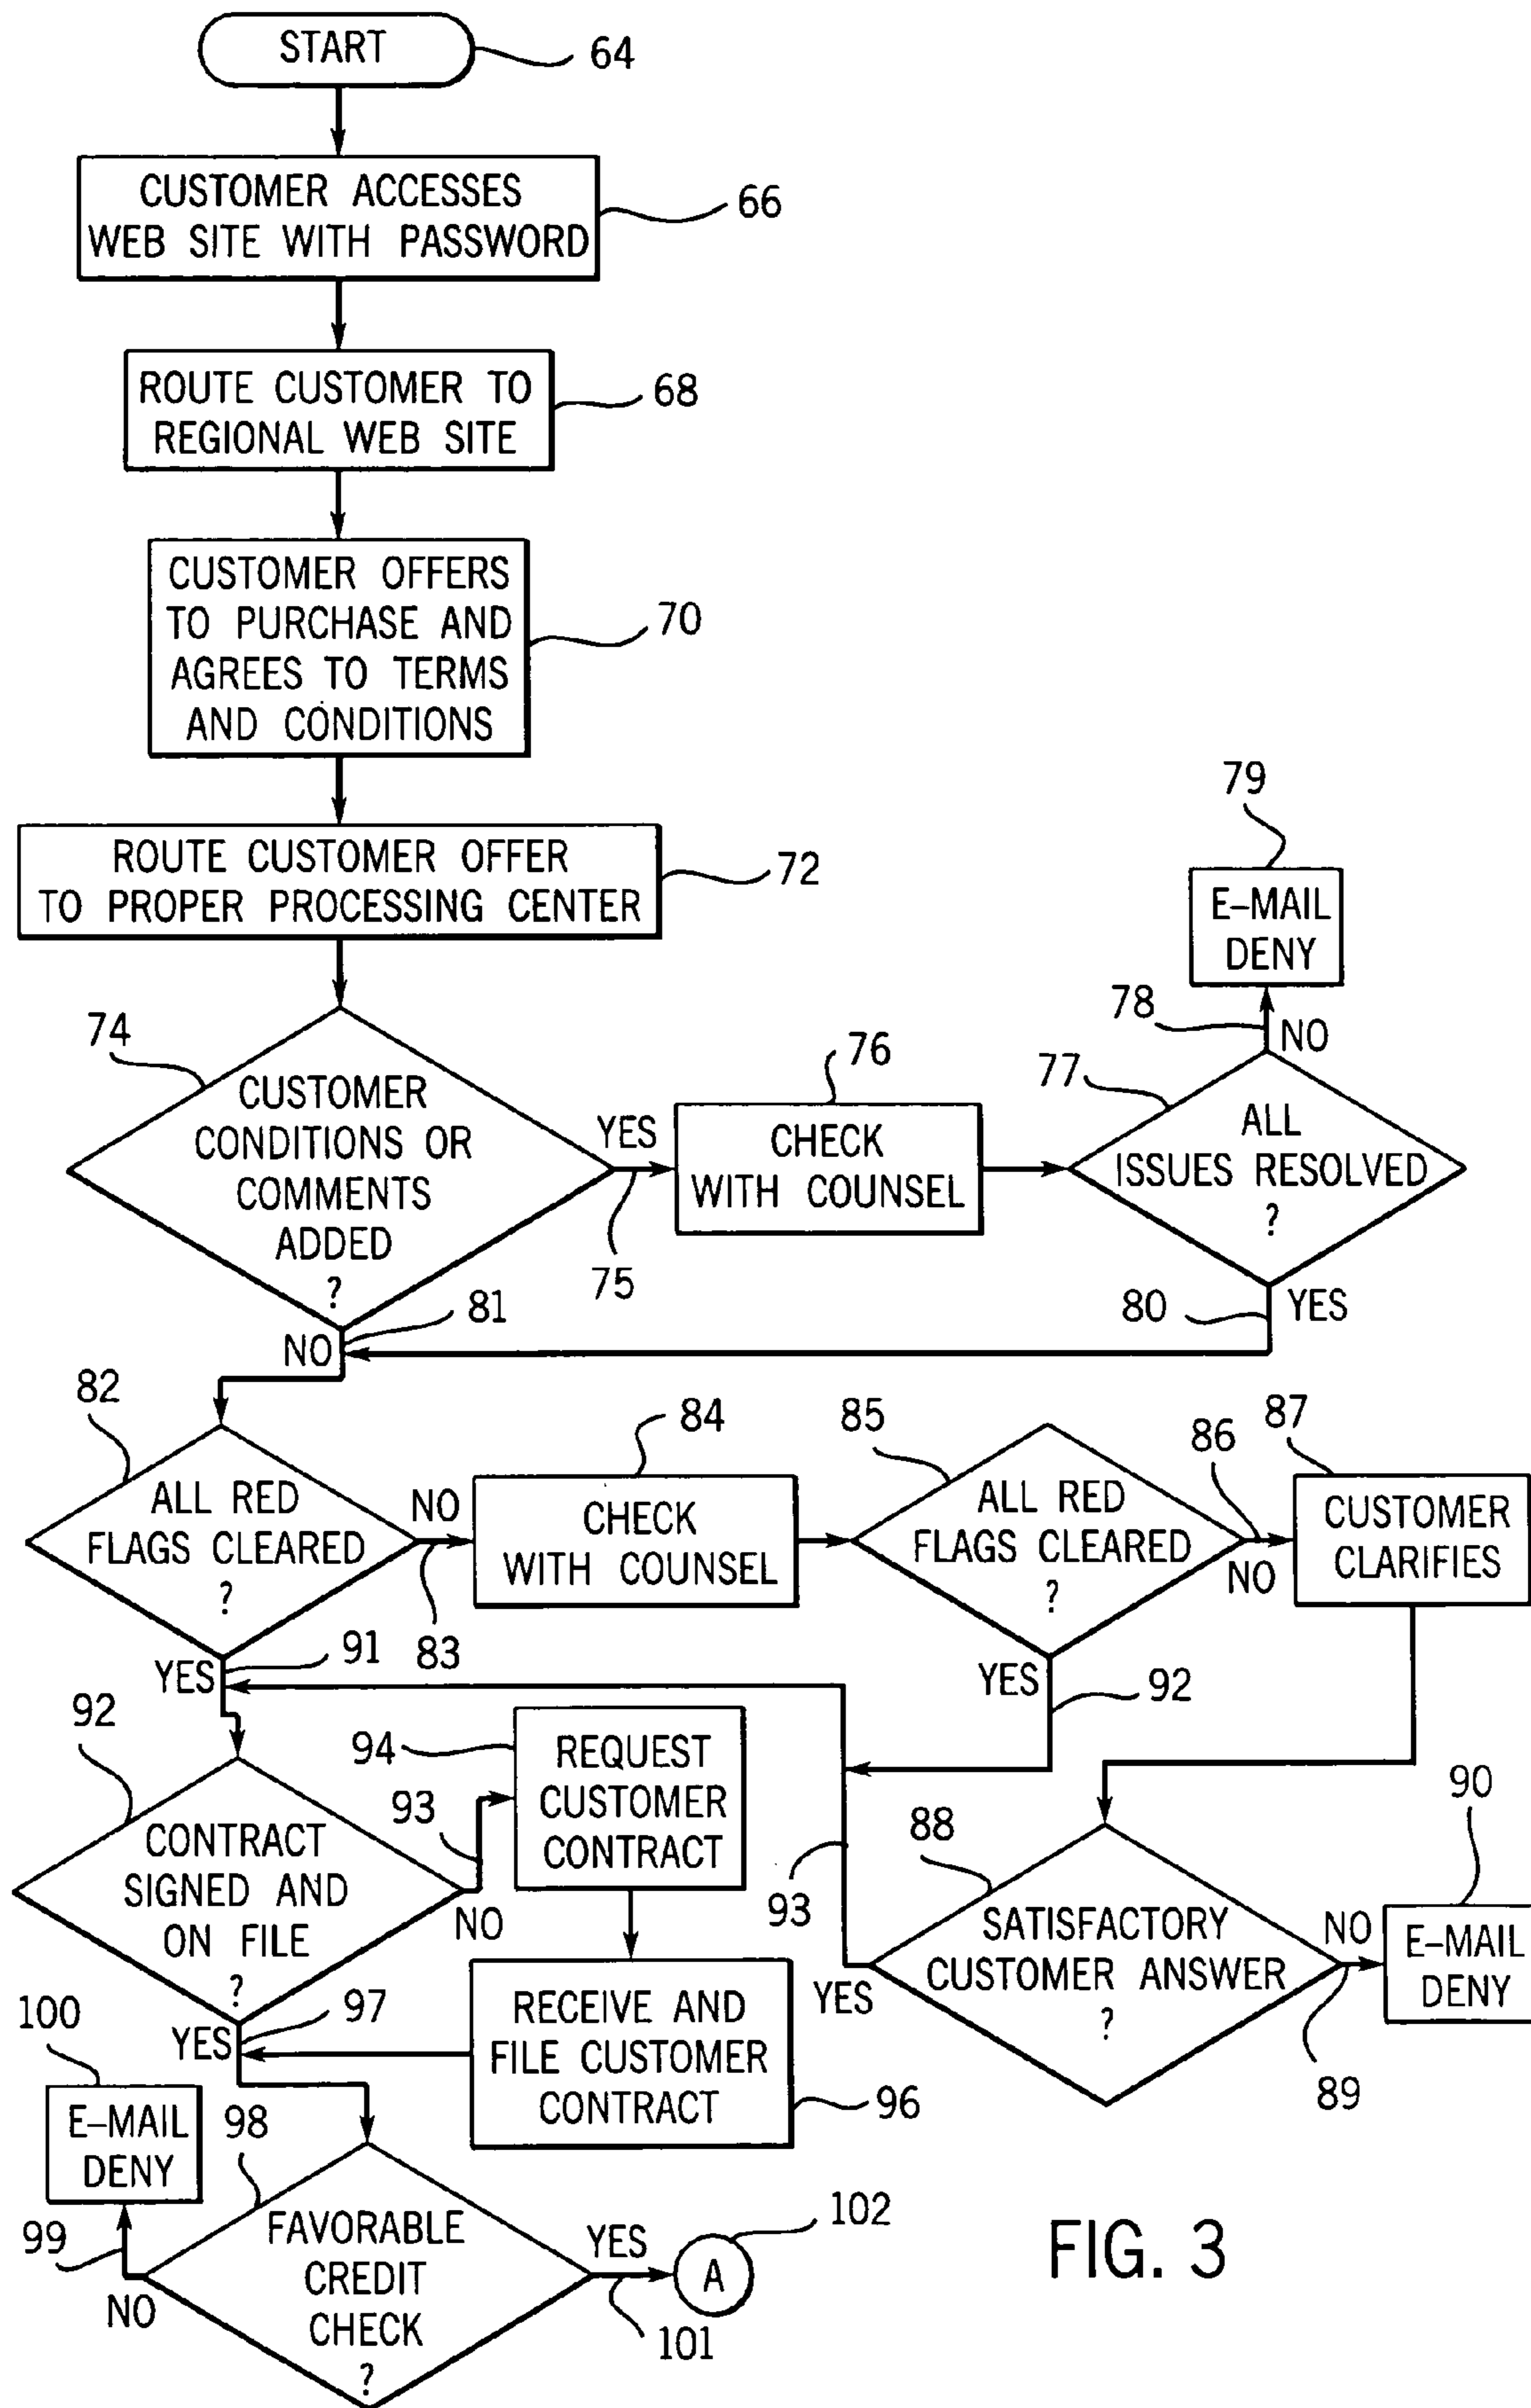 START
64
CUSTOMER ACCESSES
WEB SITE WITH PASSWORD
66
ROUTE CUSTOMER TO
REGIONAL WEB SITE
68
CUSTOMER OFFERS
TO PURCHASE AND
AGREES TO TERMS
AND CONDITIONS
70
ROUTE CUSTOMER OFFER
TO PROPER PROCESSING CENTER
72
79
E-MAIL
DENY
78
NO
74
CUSTOMER
CONDITIONS OR
COMMENTS
ADDED
?
YES
75
76
CHECK
WITH COUNSEL
77
ALL
ISSUES RESOLVED
?
80
YES
81
NO
82
ALL RED
FLAGS CLEARED
?
NO
83
84
CHECK
WITH COUNSEL
85
ALL RED
FLAGS CLEARED
?
86
NO
87
CUSTOMER
CLARIFIES
YES
91
YES
92
92
CONTRACT
SIGNED AND
ON FILE
?
93
NO
94
REQUEST
CUSTOMER
CONTRACT
93
88
SATISFACTORY
CUSTOMER ANSWER
?
YES
NO
89
90
E-MAIL
DENY
RECEIVE AND
FILE CUSTOMER
CONTRACT
96
YES
97
100
E-MAIL
DENY
98
FAVORABLE
CREDIT
CHECK
?
99
NO
YES
101
A
102
FIG. 3